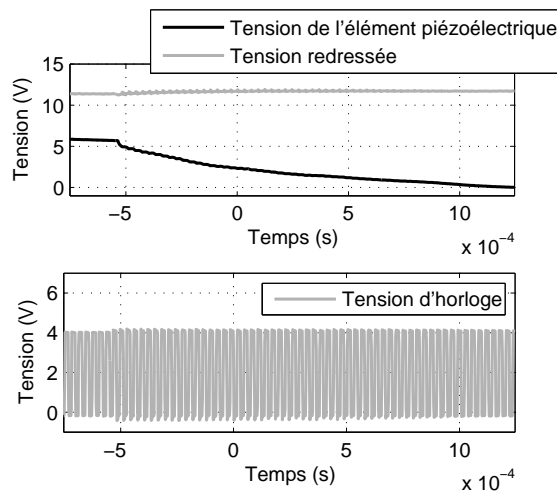 Tension de l'élément piézoélectrique
Tension redressée
15
10
5
0
Tension (V)
−5 0 5 10
Temps (s)
x 10⁻⁴
Tension d'horloge
6
4
2
0
Tension (V)
−5 0 5 10
Temps (s)
x 10⁻⁴